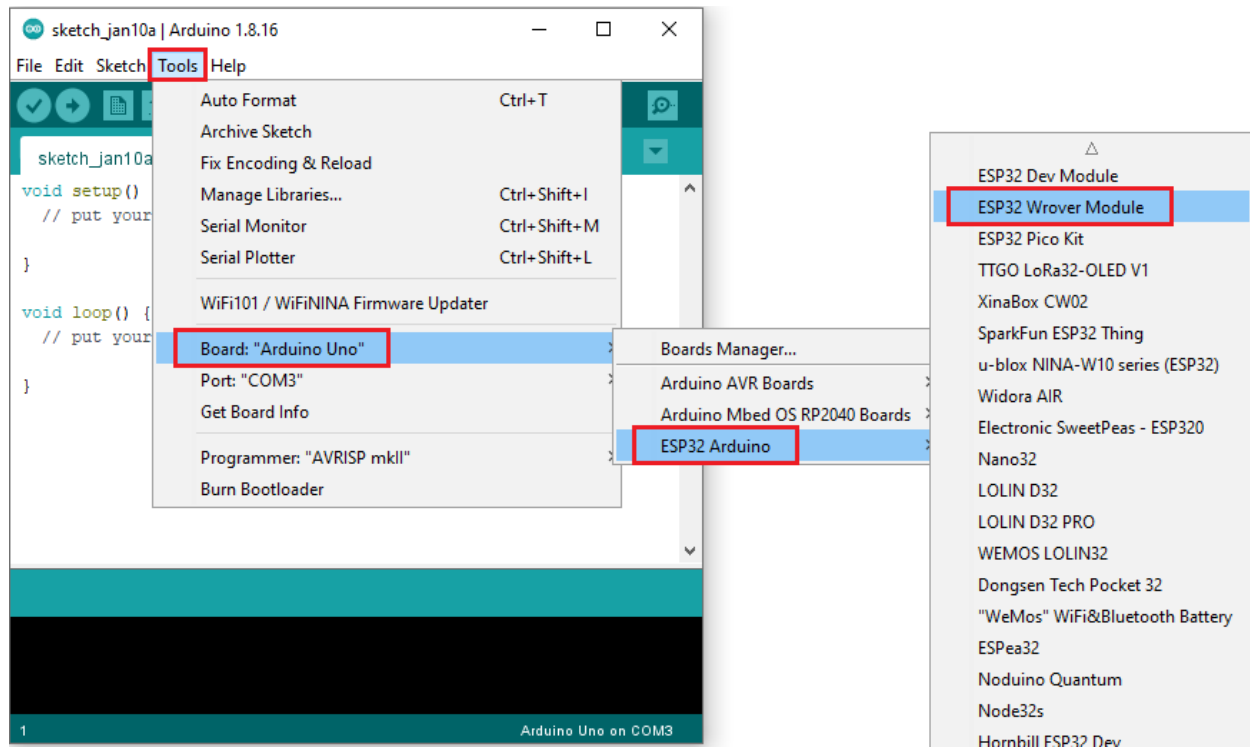 sketch_jan10a | Arduino 1.8.16
File Edit Sketch Tools Help
sketch_jan10a
void setup()
// put your
}
void loop() {
// put your
}
Auto Format Ctrl+T
Archive Sketch
Fix Encoding & Reload
Manage Libraries... Ctrl+Shift+I
Serial Monitor Ctrl+Shift+M
Serial Plotter Ctrl+Shift+L
WiFi101 / WiFiNINA Firmware Updater
Board: "Arduino Uno"
Port: "COM3"
Get Board Info
Programmer: "AVRISP mkII"
Burn Bootloader
Boards Manager...
Arduino AVR Boards
Arduino Mbed OS RP2040 Boards
ESP32 Arduino
ESP32 Dev Module
ESP32 Wrover Module
ESP32 Pico Kit
TTGO LoRa32-OLED V1
XinaBox CW02
SparkFun ESP32 Thing
u-blox NINA-W10 series (ESP32)
Widora AIR
Electronic SweetPeas - ESP320
Nano32
LOLIN D32
LOLIN D32 PRO
WEMOS LOLIN32
Dongsen Tech Pocket 32
"WeMos" WiFi&Bluetooth Battery
ESPea32
Noduino Quantum
Node32s
Hornbill ESP32 Dev
1 Arduino Uno on COM3